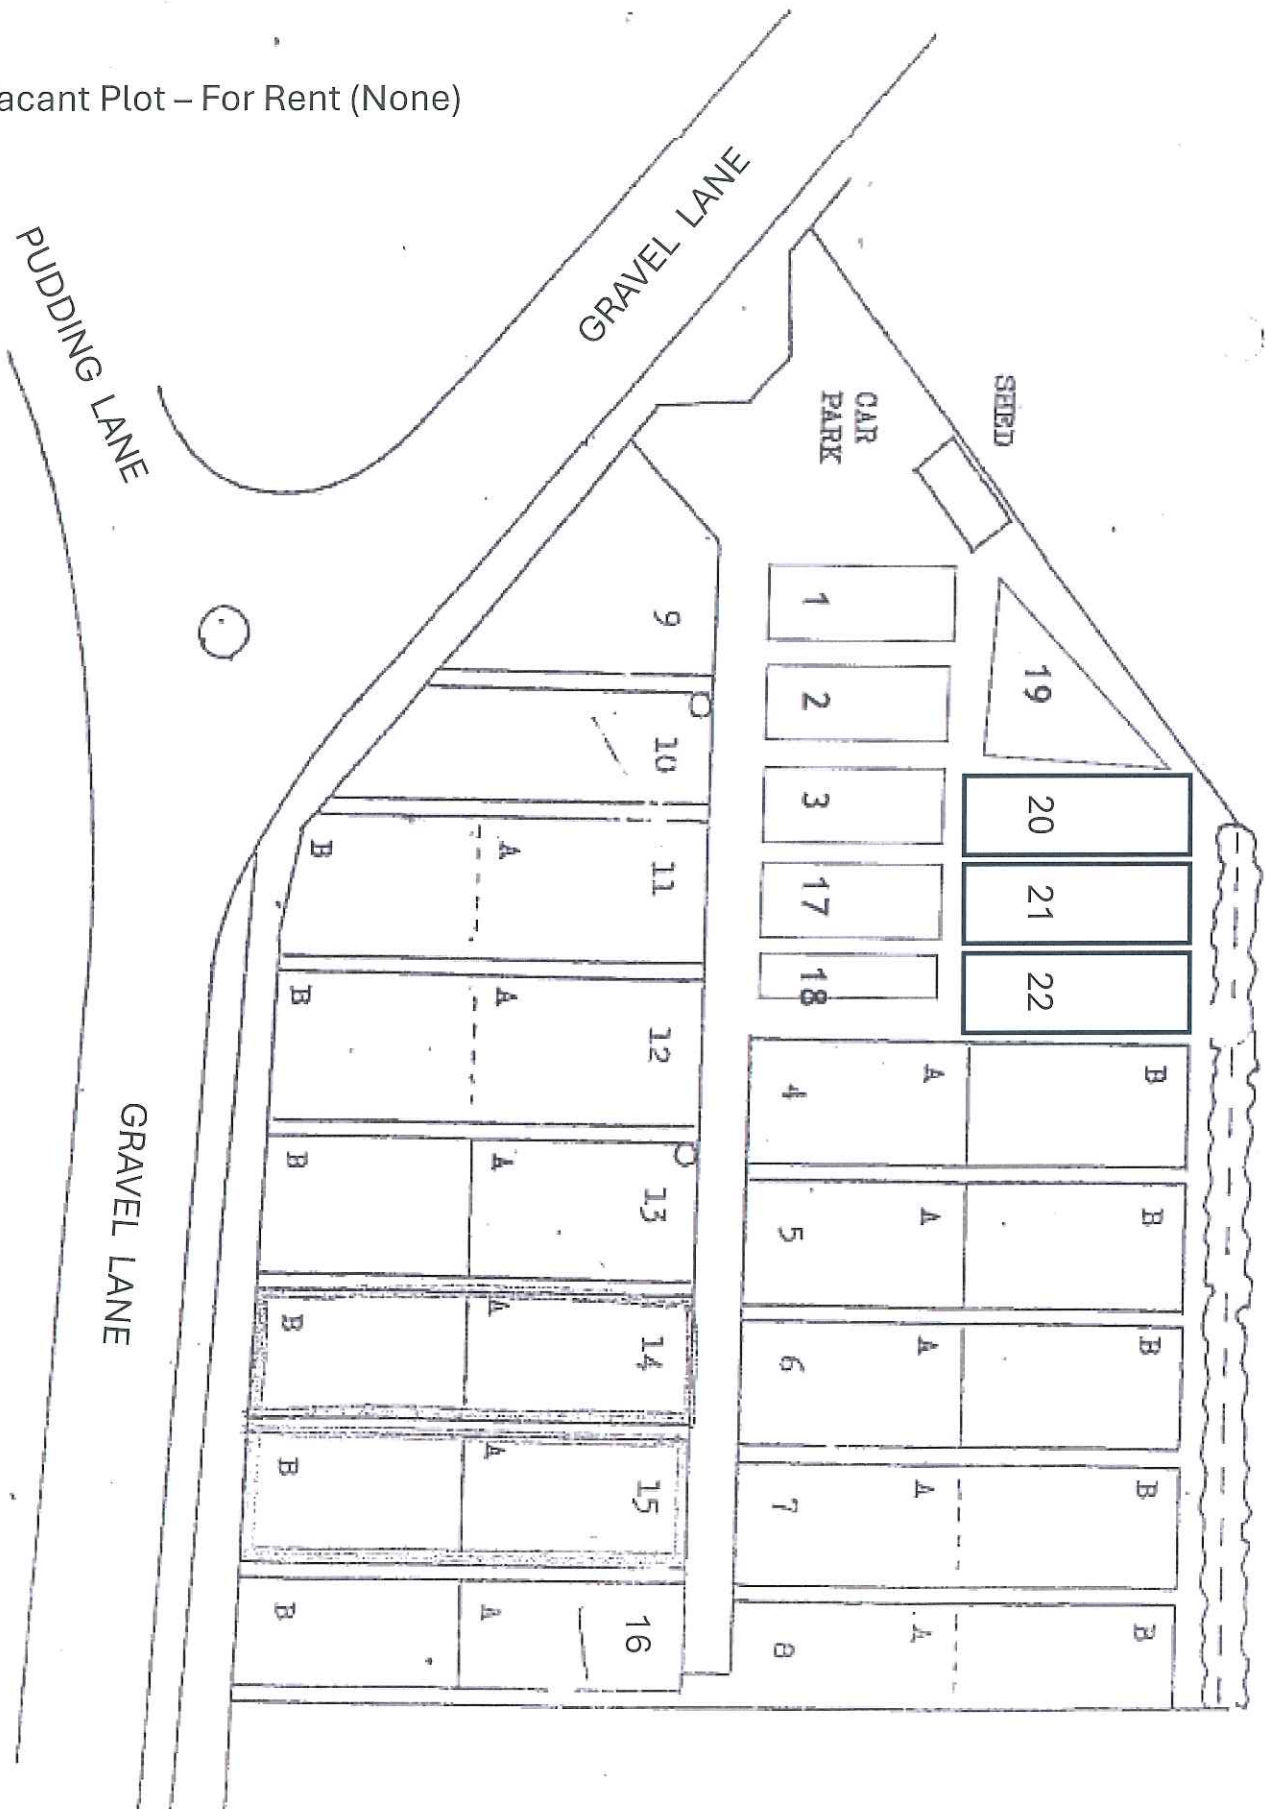 acant Plot – For Rent (None)
GRAVEL LANE
PUDDING LANE
SHED
CAR
PARK
1
2
3
17
18
19
20
21
22
9
10
11
A
B
12
A
B
13
A
B
14
A
B
15
A
B
16
A
B
4
A
B
5
A
B
6
A
B
7
A
B
8
A
B
GRAVEL LANE